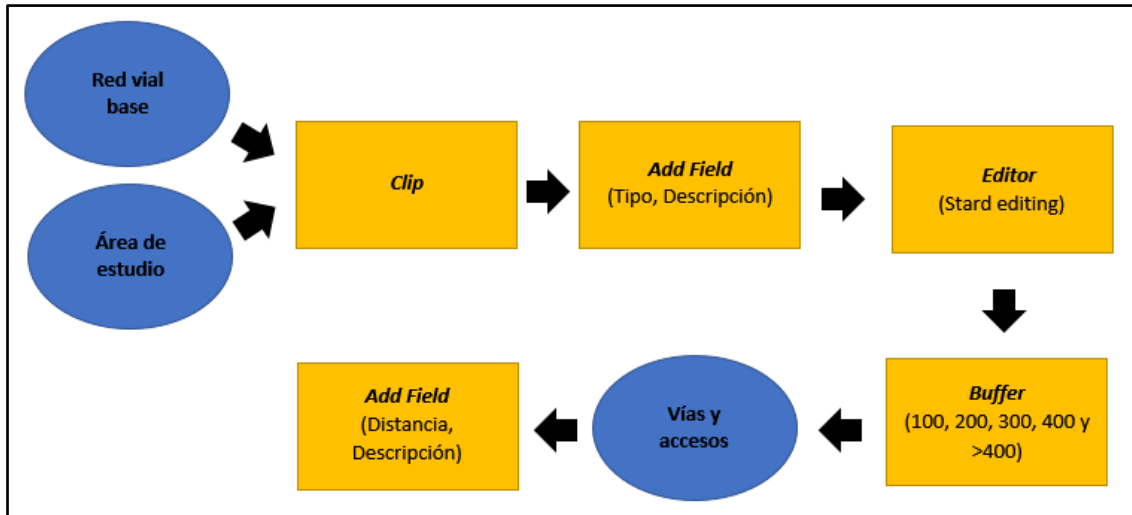 Red vial
base
Área de
estudio
Clip
Add Field
(Tipo, Descripción)
Editor
(Stard editing)
Buffer
(100, 200, 300, 400 y
>400)
Vías y
accesos
Add Field
(Distancia,
Descripción)